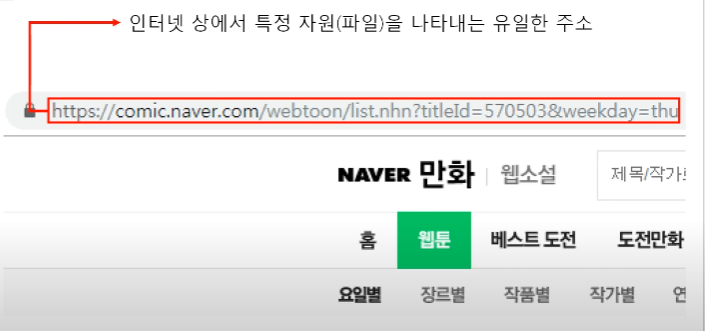 인터넷 상에서 특정 자원(파일)을 나타내는 유일한 주소
https://comic.naver.com/webtoon/list.nhn?titleId=570503&weekday=thu
NAVER 만화 웹소설 제목/작가
홈 웹툰 베스트 도전 도전만화
요일별 장르별 작품별 작가별 연